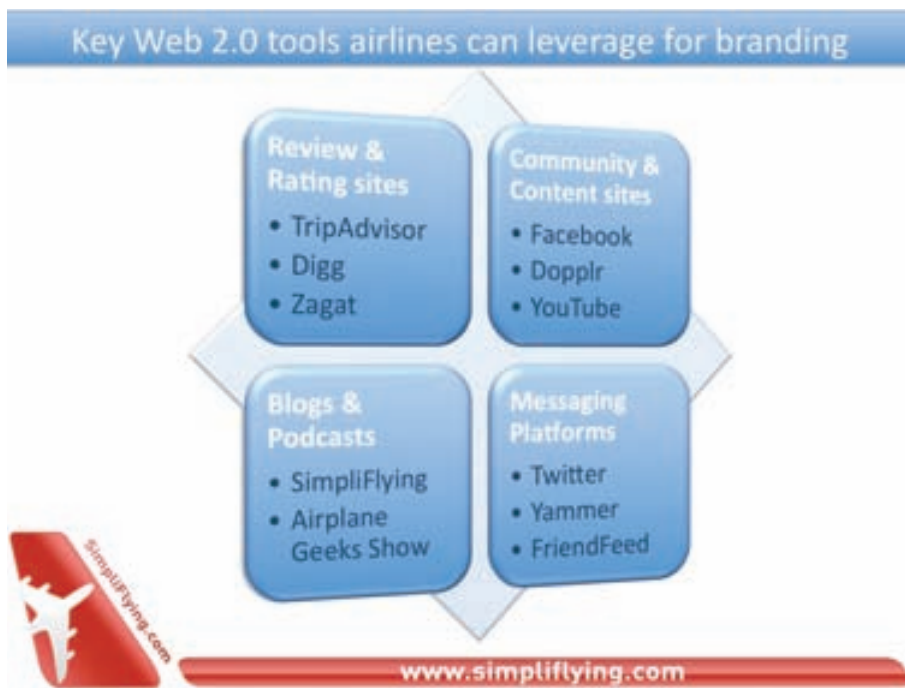 Key Web 2.0 tools airlines can leverage for branding
Review &
Rating sites
• TripAdvisor
• Digg
• Zagat
Community &
Content sites
• Facebook
• Dopplr
• YouTube
Blogs &
Podcasts
• SimpliFlying
• Airplane
Geeks Show
Messaging
Platforms
• Twitter
• Yammer
• FriendFeed
SimpliFlying.com
www.simpliflying.com